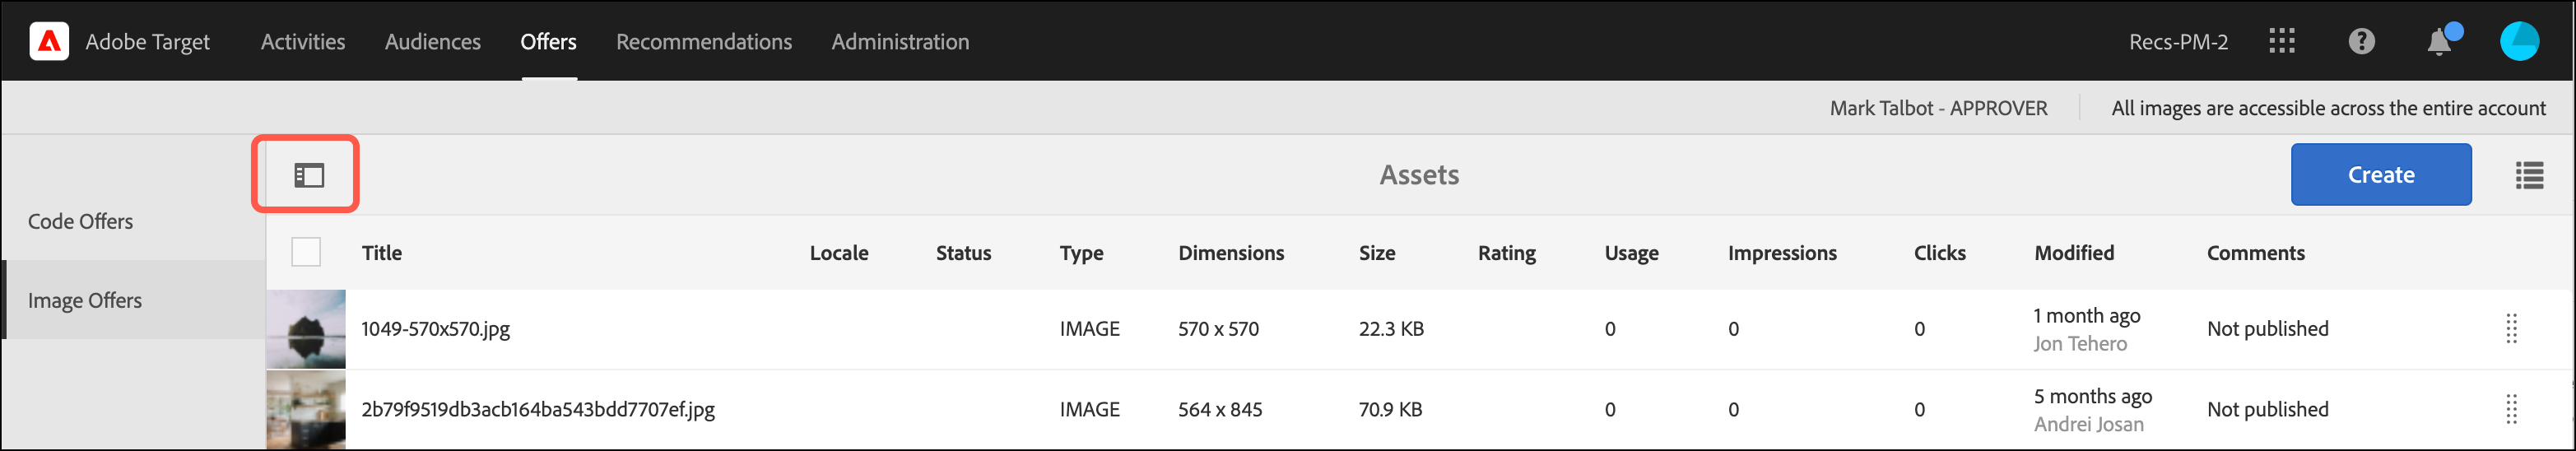 Adobe Target Activities Audiences Offers Recommendations Administration Recs-PM-2
Mark Talbot - APPROVER All images are accessible across the entire account
Assets Create
Code Offers
Image Offers
Title Locale Status Type Dimensions Size Rating Usage Impressions Clicks Modified Comments
1049-570x570.jpg IMAGE 570 x 570 22.3 KB 0 0 0 1 month ago Not published
Jon Tehero
2b79f9519db3acb164ba543bdd7707ef.jpg IMAGE 564 x 845 70.9 KB 0 0 0 5 months ago Not published
Andrei Josan